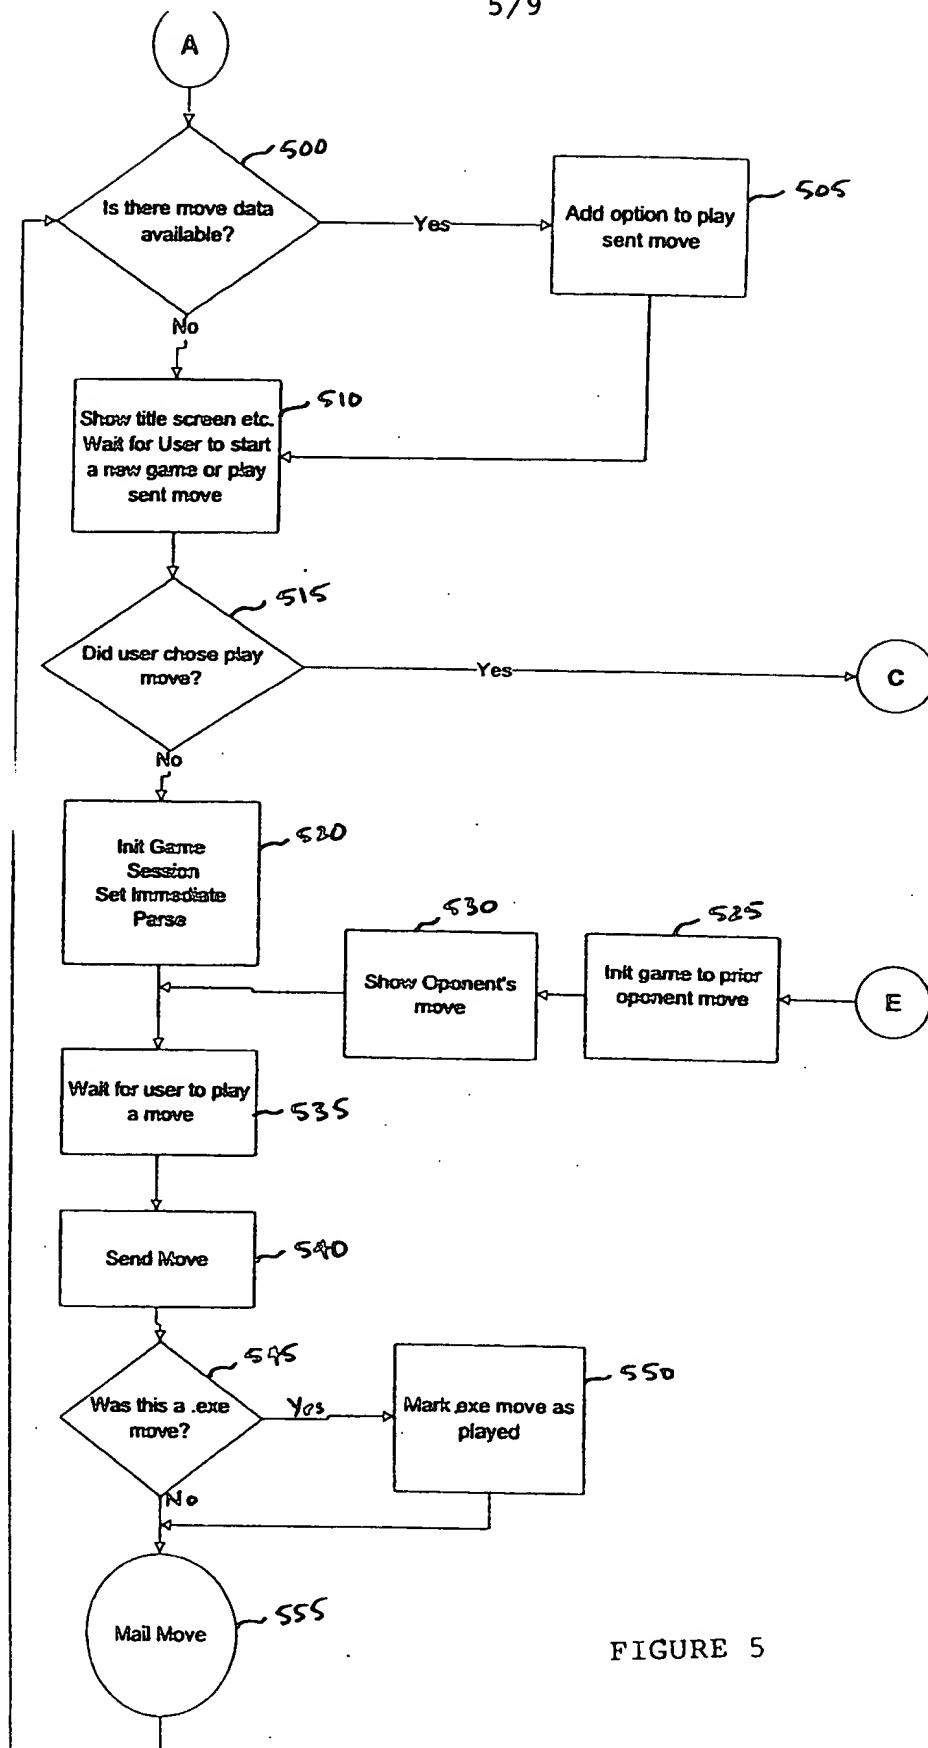 5/9
A
500
Is there move data
available?
Yes
505
Add option to play
sent move
No
510
Show title screen etc.
Wait for User to start
a new game or play
sent move
515
Did user chose play
move?
Yes
C
No
520
Init Game
Session
Set Immediate
Parse
530
Show Oponent's
move
525
Init game to prior
oponent move
E
Wait for user to play
a move
535
Send Move
540
545
Was this a .exe
move?
Yes
550
Mark .exe move as
played
No
Mail Move
555
FIGURE 5